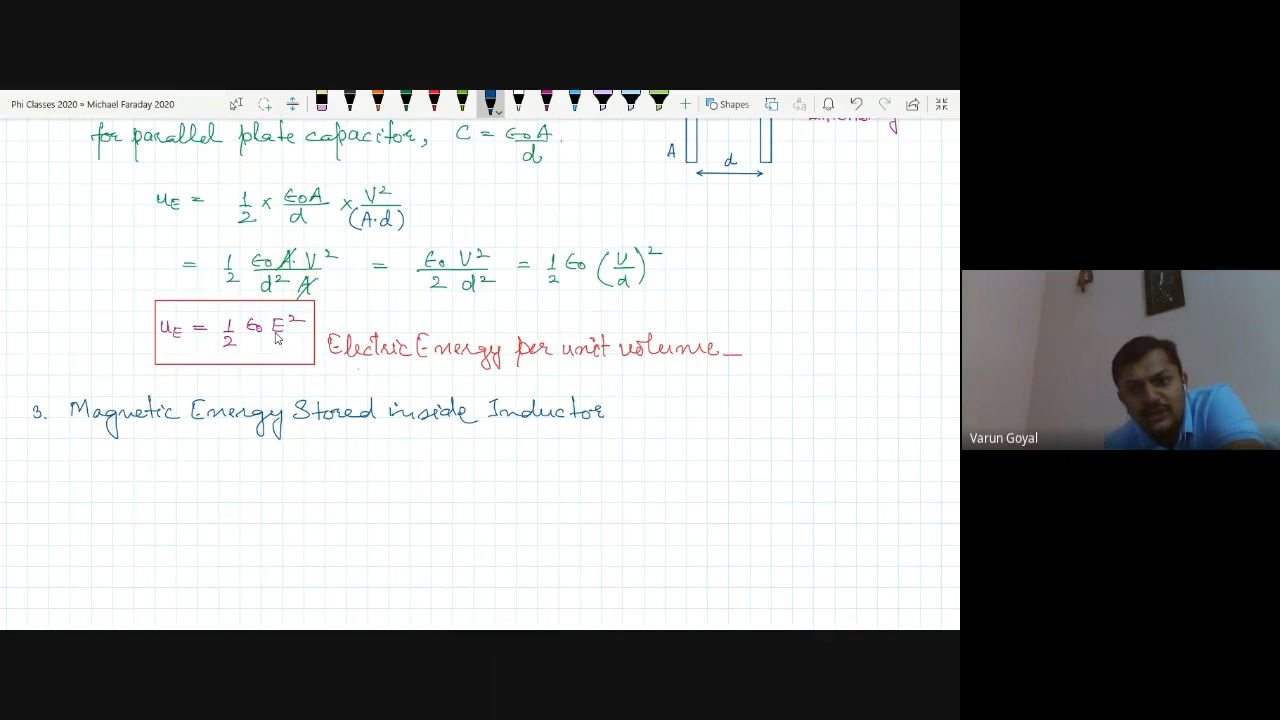 Phi Classes 2020 » Michael Faraday 2020
Shapes
for parallel plate capacitor, C = ε₀A/d .
A
d
u_E = 1/2 × ε₀A/d × V²/(A·d)
= 1/2 ε₀A·V²/d²A = ε₀V²/2d² = 1/2 ε₀ (V/d)²
u_E = 1/2 ε₀ E²
Electric Energy per unit volume_
3. Magnetic Energy Stored inside Inductor
Varun Goyal